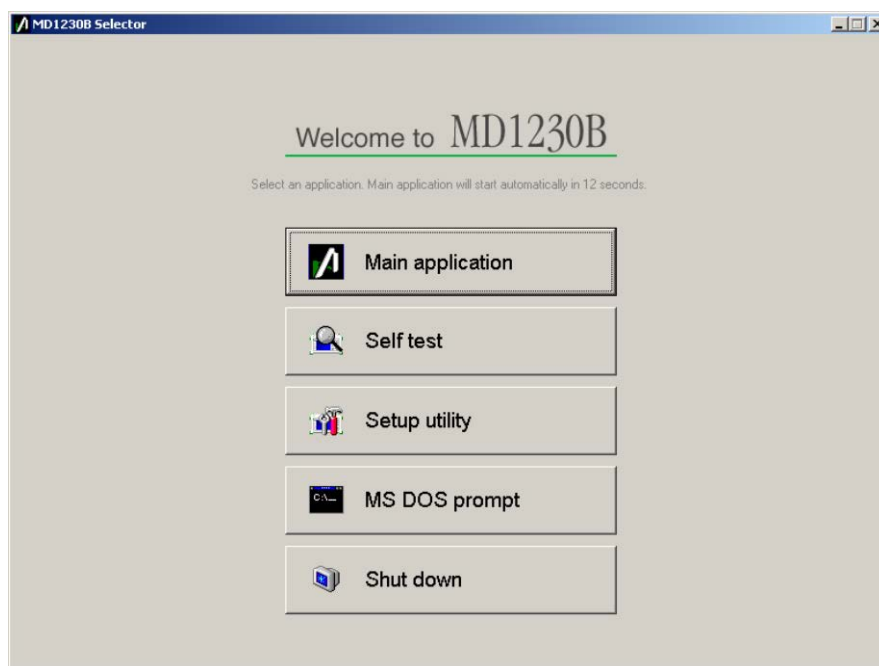 MD1230B Selector
Welcome to MD1230B
Select an application. Main application will start automatically in 12 seconds.
Main application
Self test
Setup utility
C:\_
MS DOS prompt
Shut down